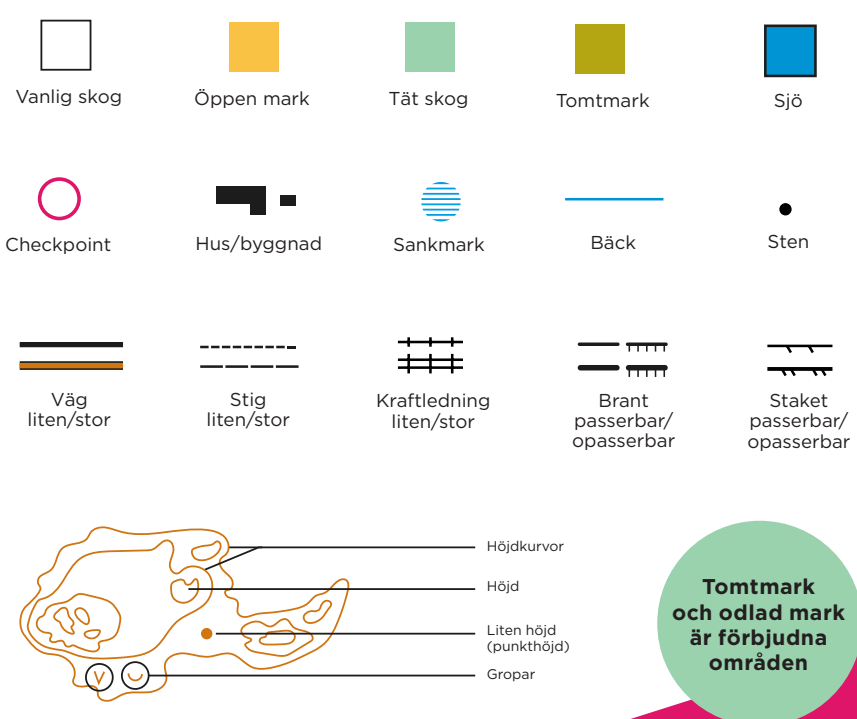 Vanlig skog
Öppen mark
Tät skog
Tomtmark
Sjö
Checkpoint
Hus/byggnad
Sankmark
Bäck
Sten
Väg
liten/stor
Stig
liten/stor
Kraftledning
liten/stor
Brant
passerbar/
opasserbar
Staket
passerbar/
opasserbar
Höjdkurvor
Höjd
Liten höjd
(punkthöjd)
Gropar
Tomtmark
och odlad mark
är förbjudna
områden